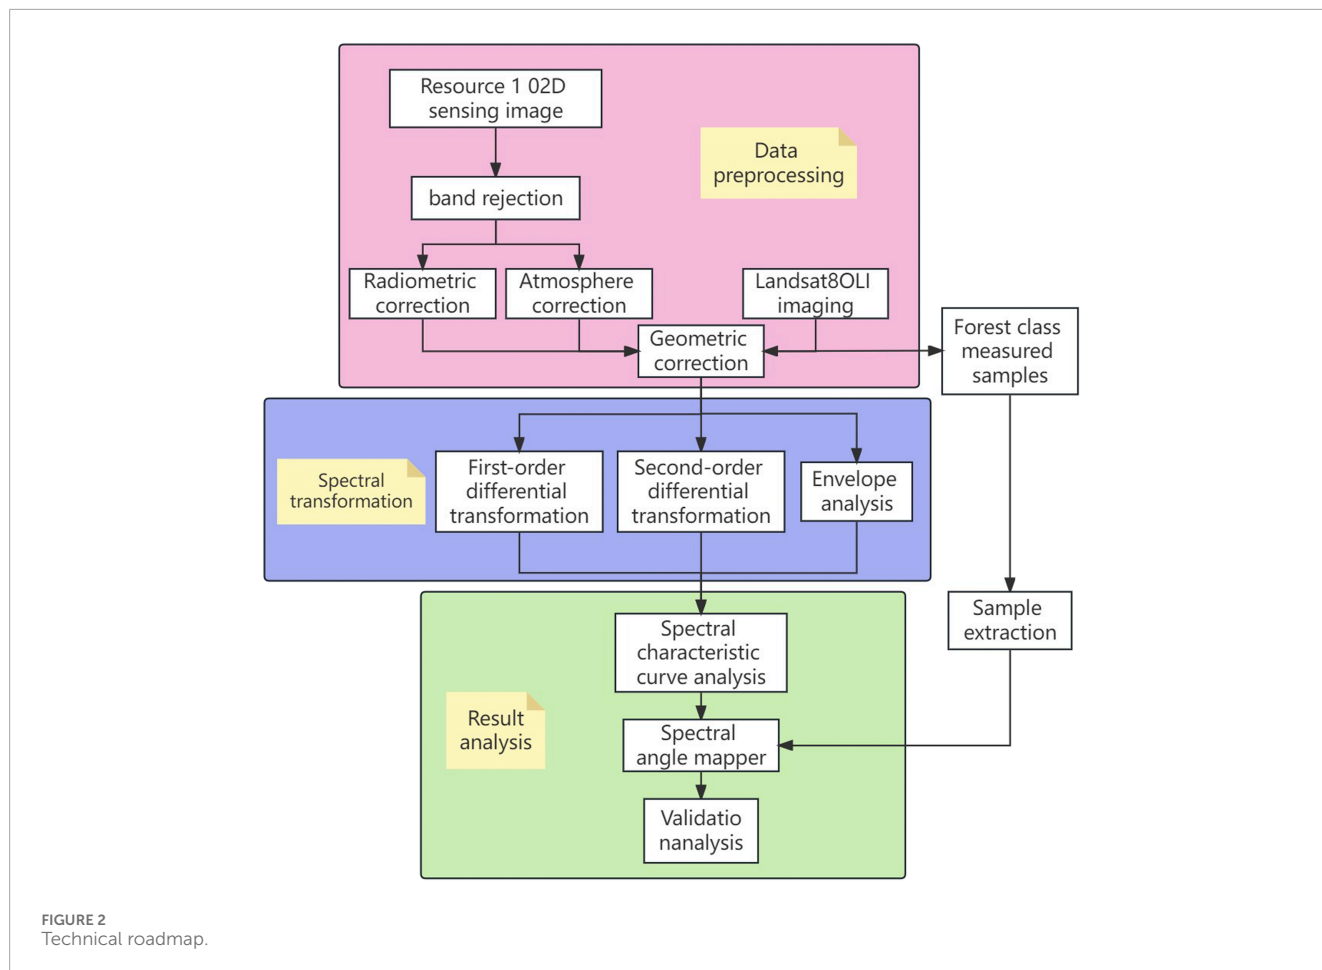 Resource 1 02D
sensing image
Data
preprocessing
band rejection
Radiometric
correction
Atmosphere
correction
Landsat8OLI
imaging
Geometric
correction
Forest class
measured
samples
Spectral
transformation
First-order
differential
transformation
Second-order
differential
transformation
Envelope
analysis
Sample
extraction
Spectral
characteristic
curve analysis
Result
analysis
Spectral
angle mapper
Validatio
nanalysis
FIGURE 2
Technical roadmap.